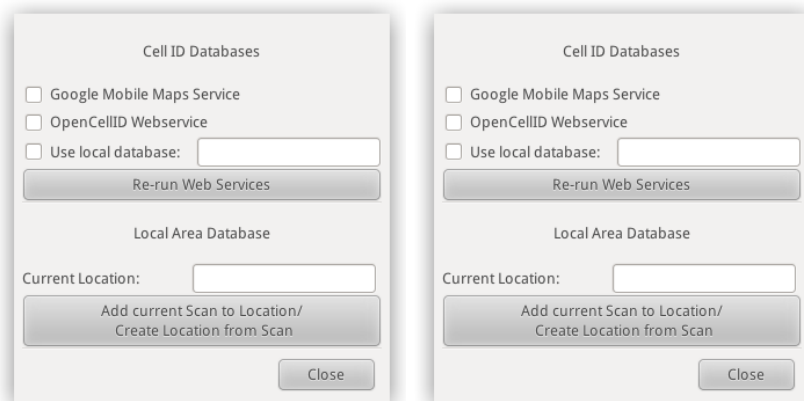 Cell ID Databases
Google Mobile Maps Service
OpenCellID Webservice
Use local database:
Re-run Web Services
Local Area Database
Current Location:
Add current Scan to Location/
Create Location from Scan
Close
Cell ID Databases
Google Mobile Maps Service
OpenCellID Webservice
Use local database:
Re-run Web Services
Local Area Database
Current Location:
Add current Scan to Location/
Create Location from Scan
Close